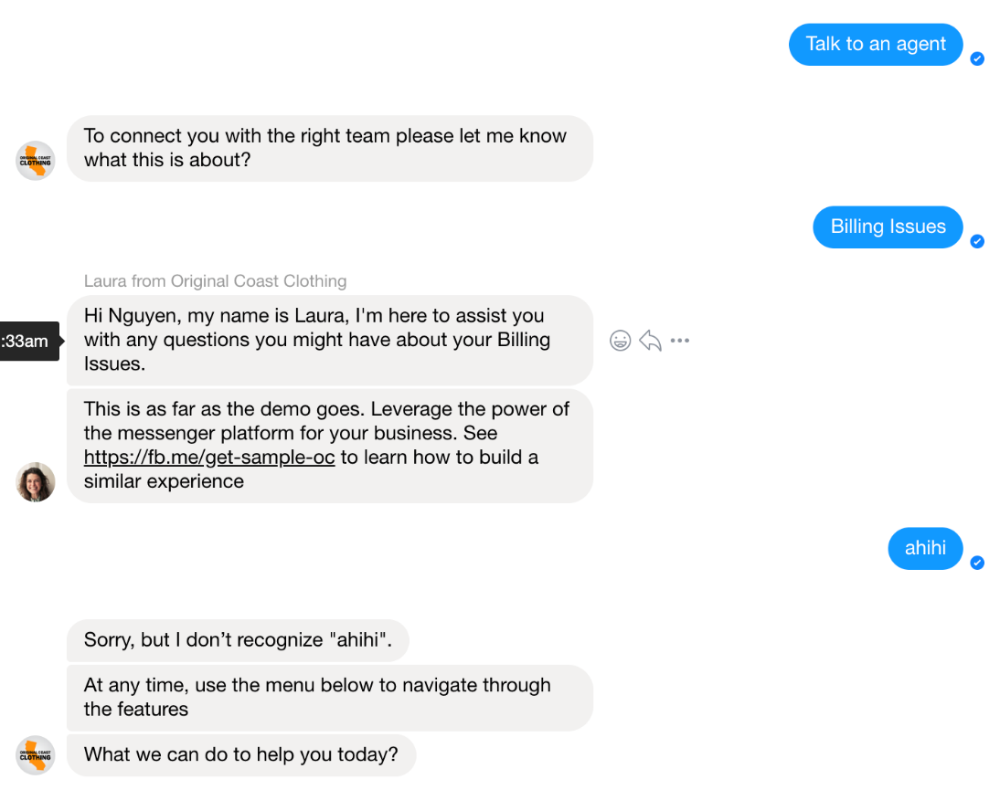 Talk to an agent
To connect you with the right team please let me know
what this is about?
ORIGINAL COAST
CLOTHING
Billing Issues
Laura from Original Coast Clothing
Hi Nguyen, my name is Laura, I'm here to assist you
with any questions you might have about your Billing
Issues.
:33am
This is as far as the demo goes. Leverage the power of
the messenger platform for your business. See
https://fb.me/get-sample-oc to learn how to build a
similar experience
ahihi
Sorry, but I don’t recognize "ahihi".
At any time, use the menu below to navigate through
the features
What we can do to help you today?
ORIGINAL COAST
CLOTHING